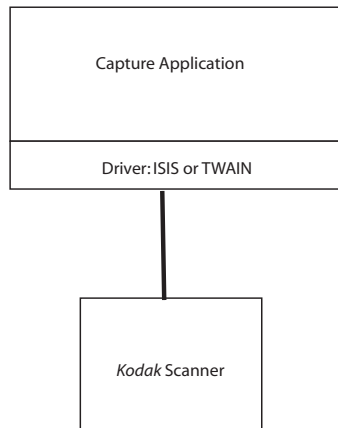 Capture Application
Driver: ISIS or TWAIN
Kodak Scanner